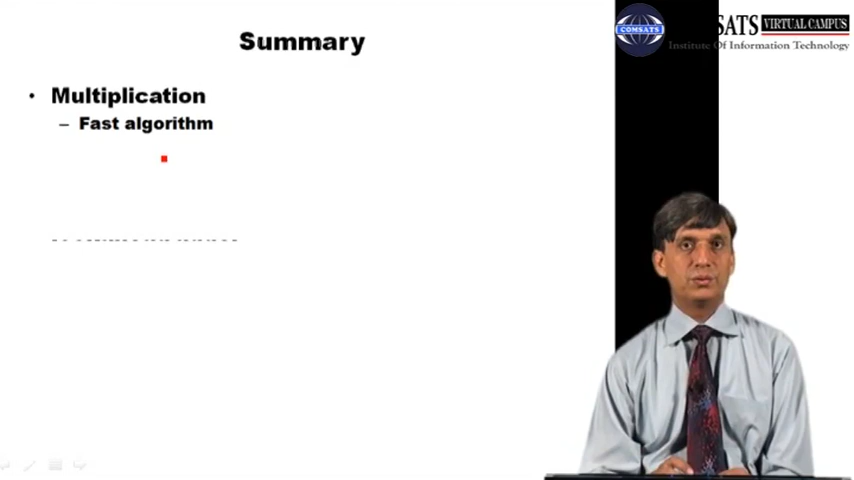 Summary
• Multiplication
– Fast algorithm
COMSATS
SATS VIRTUAL CAMPUS
Institute Of Information Technology